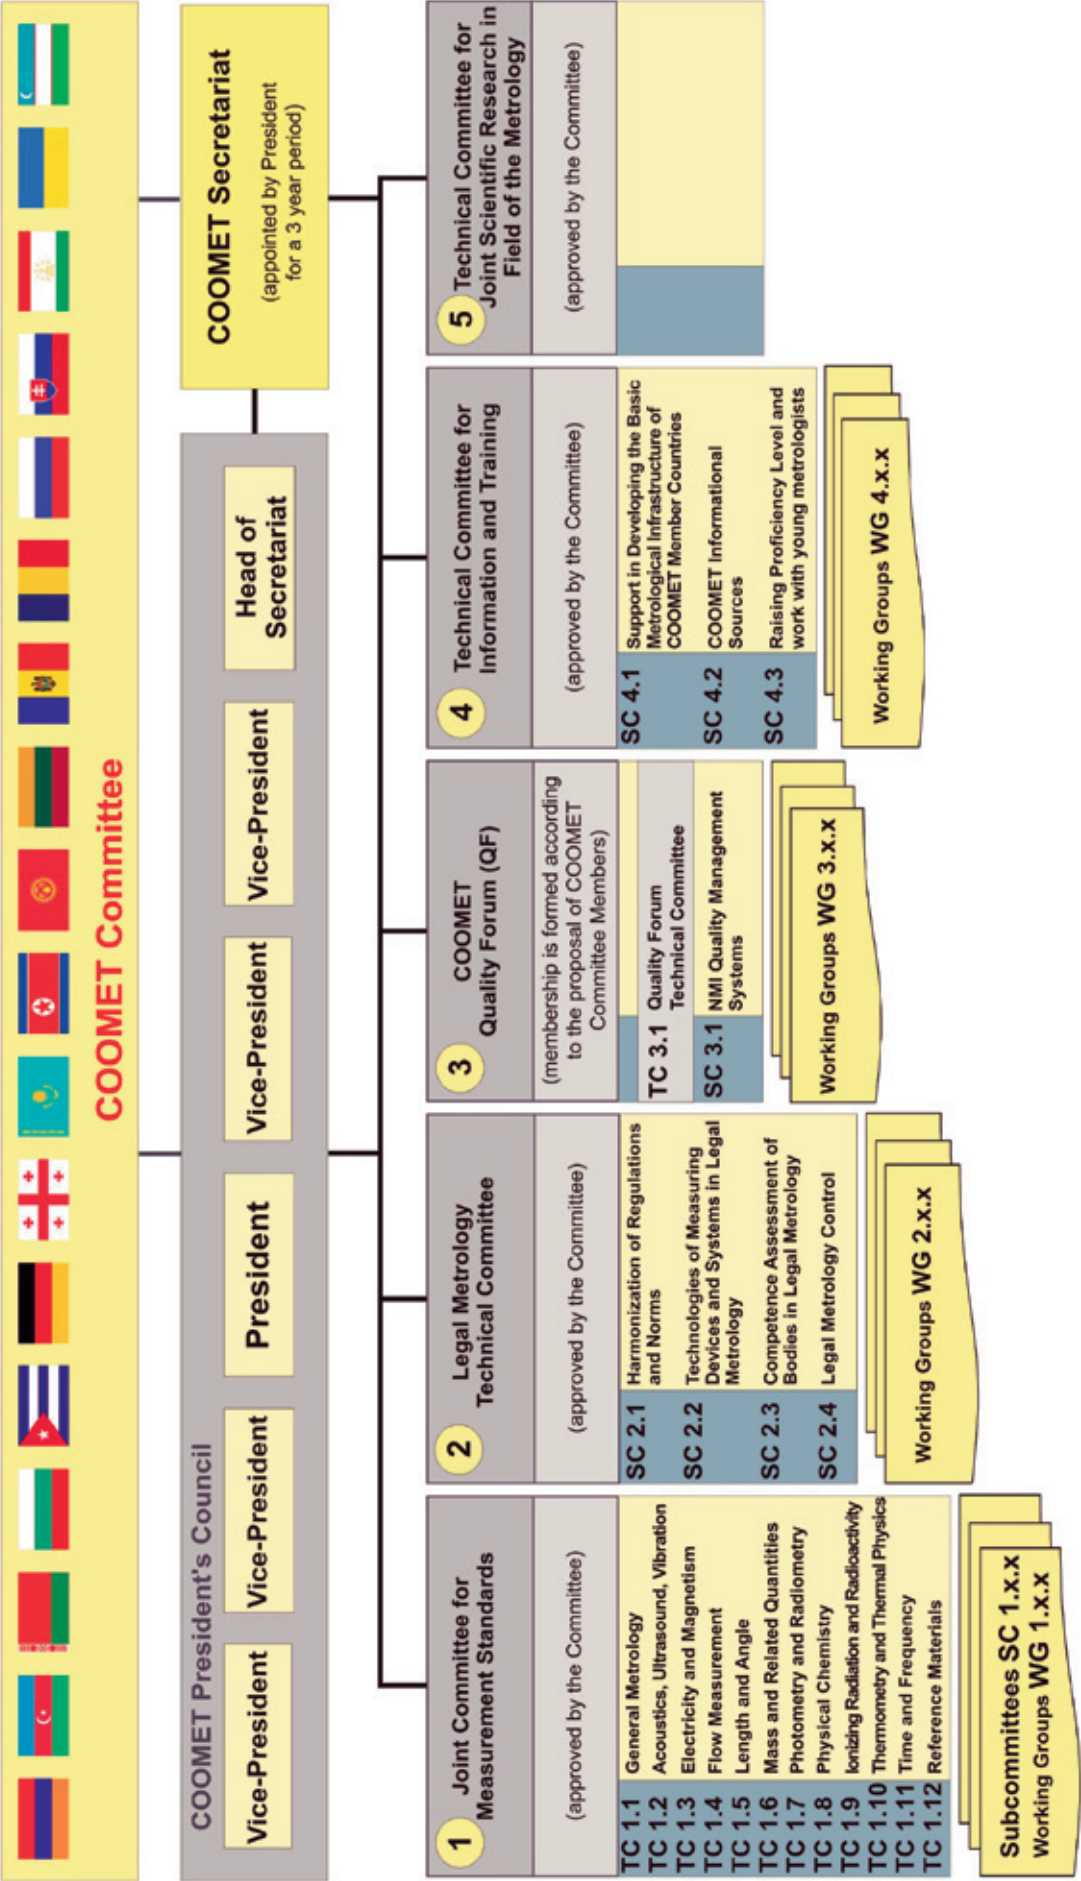 COOMET Committee
COOMET President's Council
Vice-President
Vice-President
President
Vice-President
Vice-President
Head of
Secretariat
COOMET Secretariat
(appointed by President
for a 3 year period)
1
Joint Committee for
Measurement Standards
(approved by the Committee)
TC 1.1 General Metrology
TC 1.2 Acoustics, Ultrasound, Vibration
TC 1.3 Electricity and Magnetism
TC 1.4 Flow Measurement
TC 1.5 Length and Angle
TC 1.6 Mass and Related Quantities
TC 1.7 Photometry and Radiometry
TC 1.8 Physical Chemistry
TC 1.9 Ionizing Radiation and Radioactivity
TC 1.10 Thermometry and Thermal Physics
TC 1.11 Time and Frequency
TC 1.12 Reference Materials
Subcommittees SC 1.x.x
Working Groups WG 1.x.x
2
Legal Metrology
Technical Committee
(approved by the Committee)
SC 2.1 Harmonization of Regulations
and Norms
SC 2.2 Technologies of Measuring
Devices and Systems in Legal
Metrology
SC 2.3 Competence Assessment of
Bodies in Legal Metrology
SC 2.4 Legal Metrology Control
Working Groups WG 2.x.x
3
COOMET
Quality Forum (QF)
(membership is formed according
to the proposal of COOMET
Committee Members)
TC 3.1 Quality Forum
Technical Committee
SC 3.1 NMI Quality Management
Systems
Working Groups WG 3.x.x
4
Technical Committee for
Information and Training
(approved by the Committee)
SC 4.1 Support in Developing the Basic
Metrological Infrastructure of
COOMET Member Countries
SC 4.2 COOMET Informational
Sources
SC 4.3 Raising Proficiency Level and
work with young metrologists
Working Groups WG 4.x.x
5
Technical Committee for
Joint Scientific Research in
Field of the Metrology
(approved by the Committee)